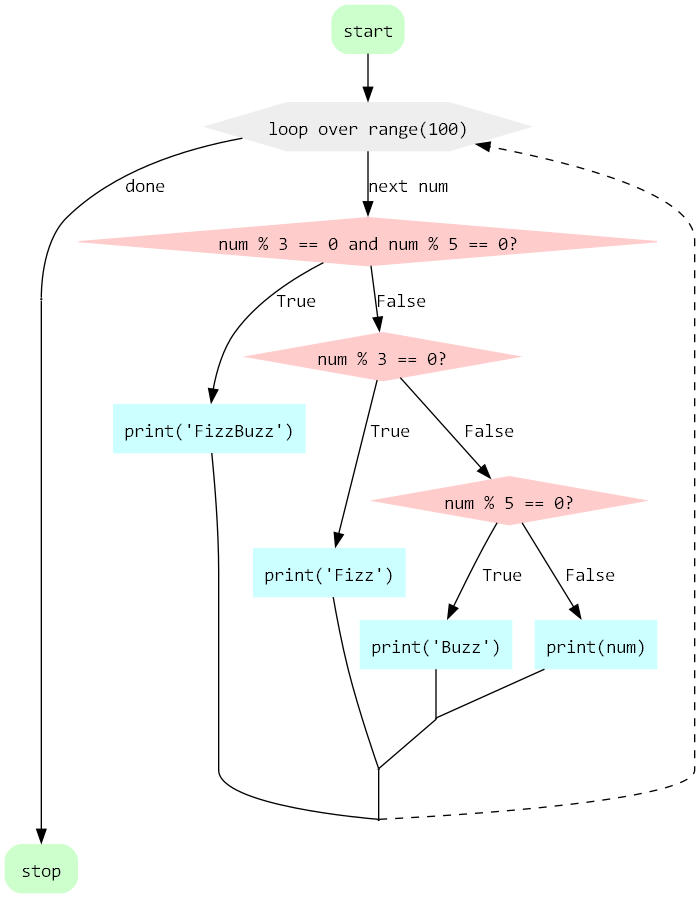 start
loop over range(100)
done
next num
num % 3 == 0 and num % 5 == 0?
True
False
num % 3 == 0?
print('FizzBuzz')
True
False
num % 5 == 0?
print('Fizz')
True
False
print('Buzz')
print(num)
stop